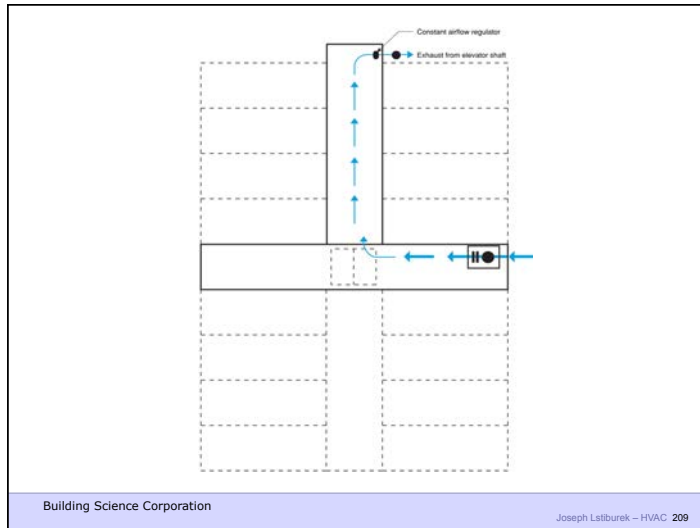 Constant airflow regulator
Exhaust from elevator shaft
Building Science Corporation
Joseph Lstiburek – HVAC 209